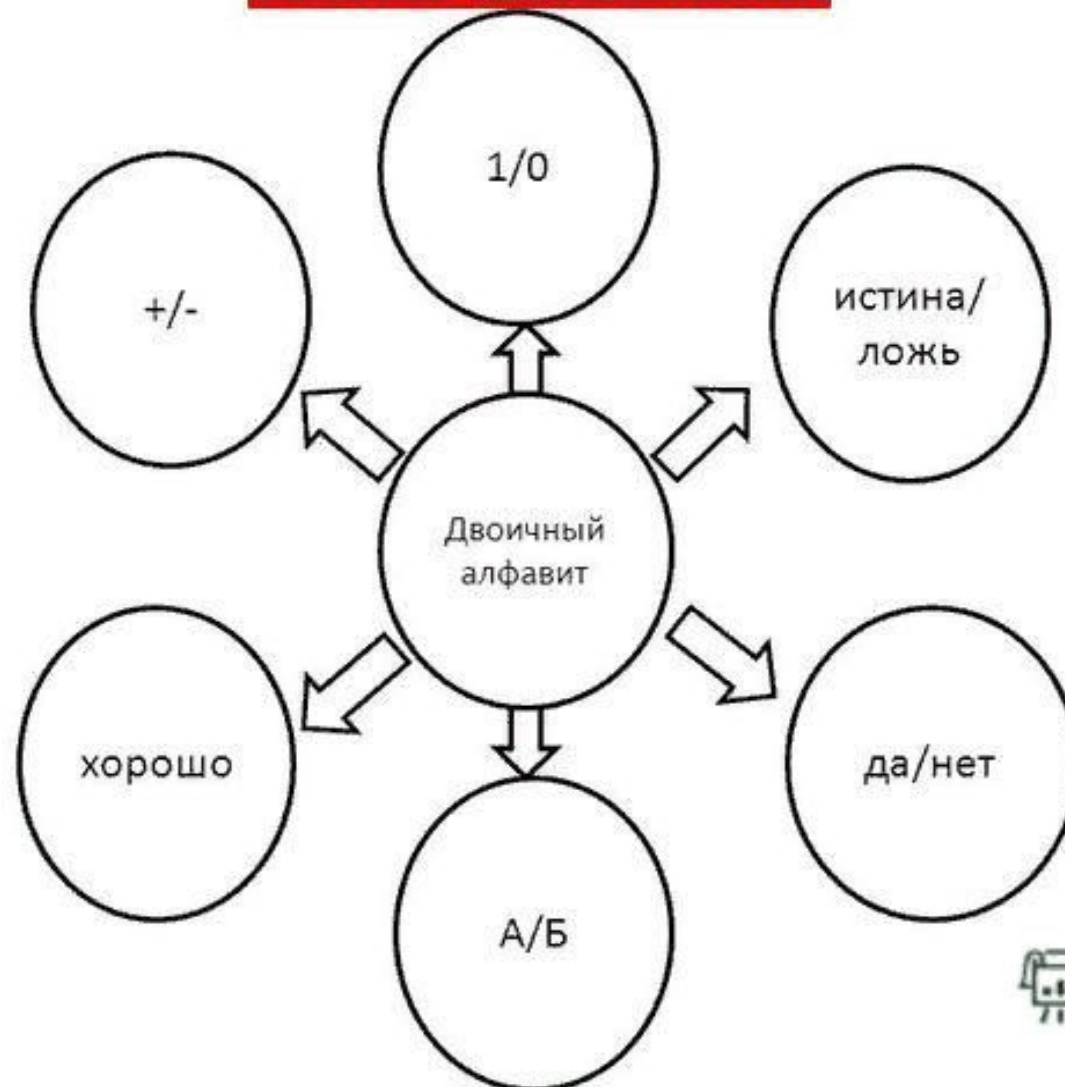 1/0
+/-
истина/
ложь
Двоичный
алфавит
хорошо
да/нет
А/Б